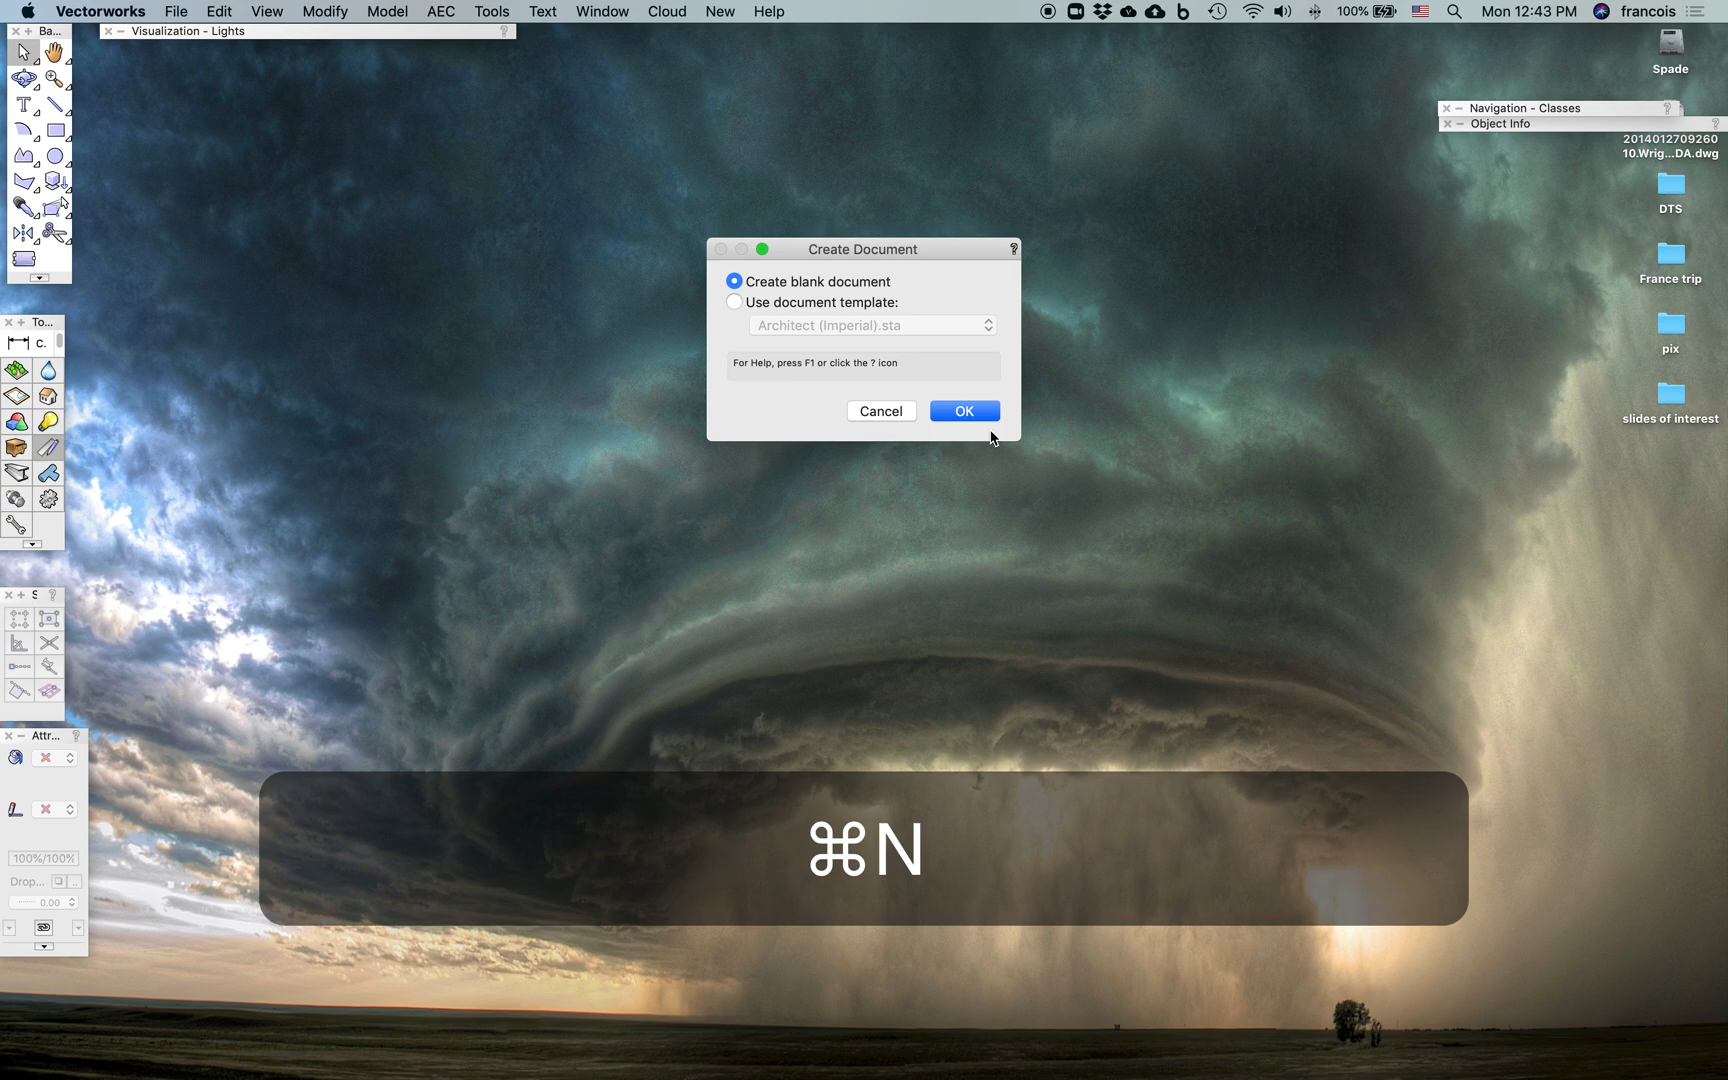 Vectorworks File Edit View Modify Model AEC Tools Text Window Cloud New Help
100% Mon 12:43 PM francois
Ba...
Visualization - Lights ?
Spade
Navigation - Classes ?
Object Info ?
2014012709260
10.Wrig...DA.dwg
DTS
France trip
pix
slides of interest
Create Document ?
Create blank document
Use document template:
Architect (Imperial).sta
For Help, press F1 or click the ? icon
Cancel OK
To...
C.
S ?
Attr... ?
100%/100%
Drop... ..
0.00
⌘N